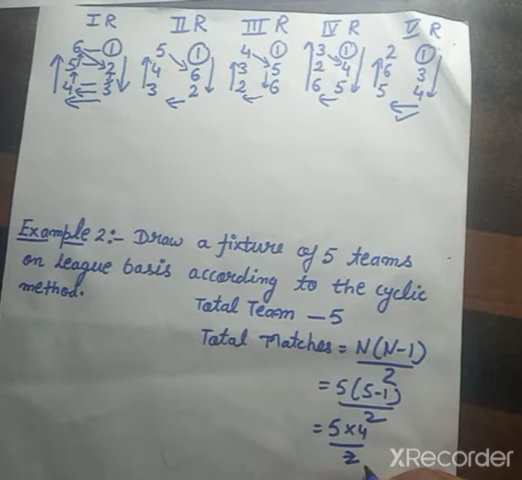 I R II R III R IV R V R
6 1 5 1 4 1 3 1 2 1
5 2 4 6 3 5 2 4 6 3
4 3 3 2 2 6 6 5 5 4
Example 2:- Draw a fixture of 5 teams
on league basis according to the cyclic
method.
Total Team - 5
Total Matches = N(N-1)
2
= 5(5-1)
2
= 5×4
2
XRecorder